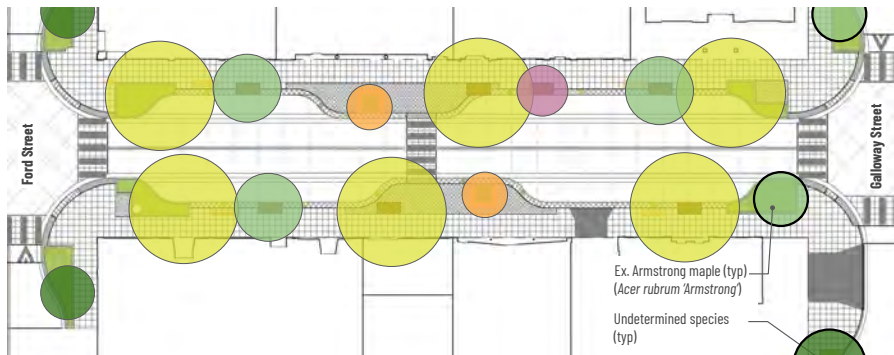 Ford Street
Galloway Street
Ex. Armstrong maple (typ)
(Acer rubrum 'Armstrong')
Undetermined species
(typ)